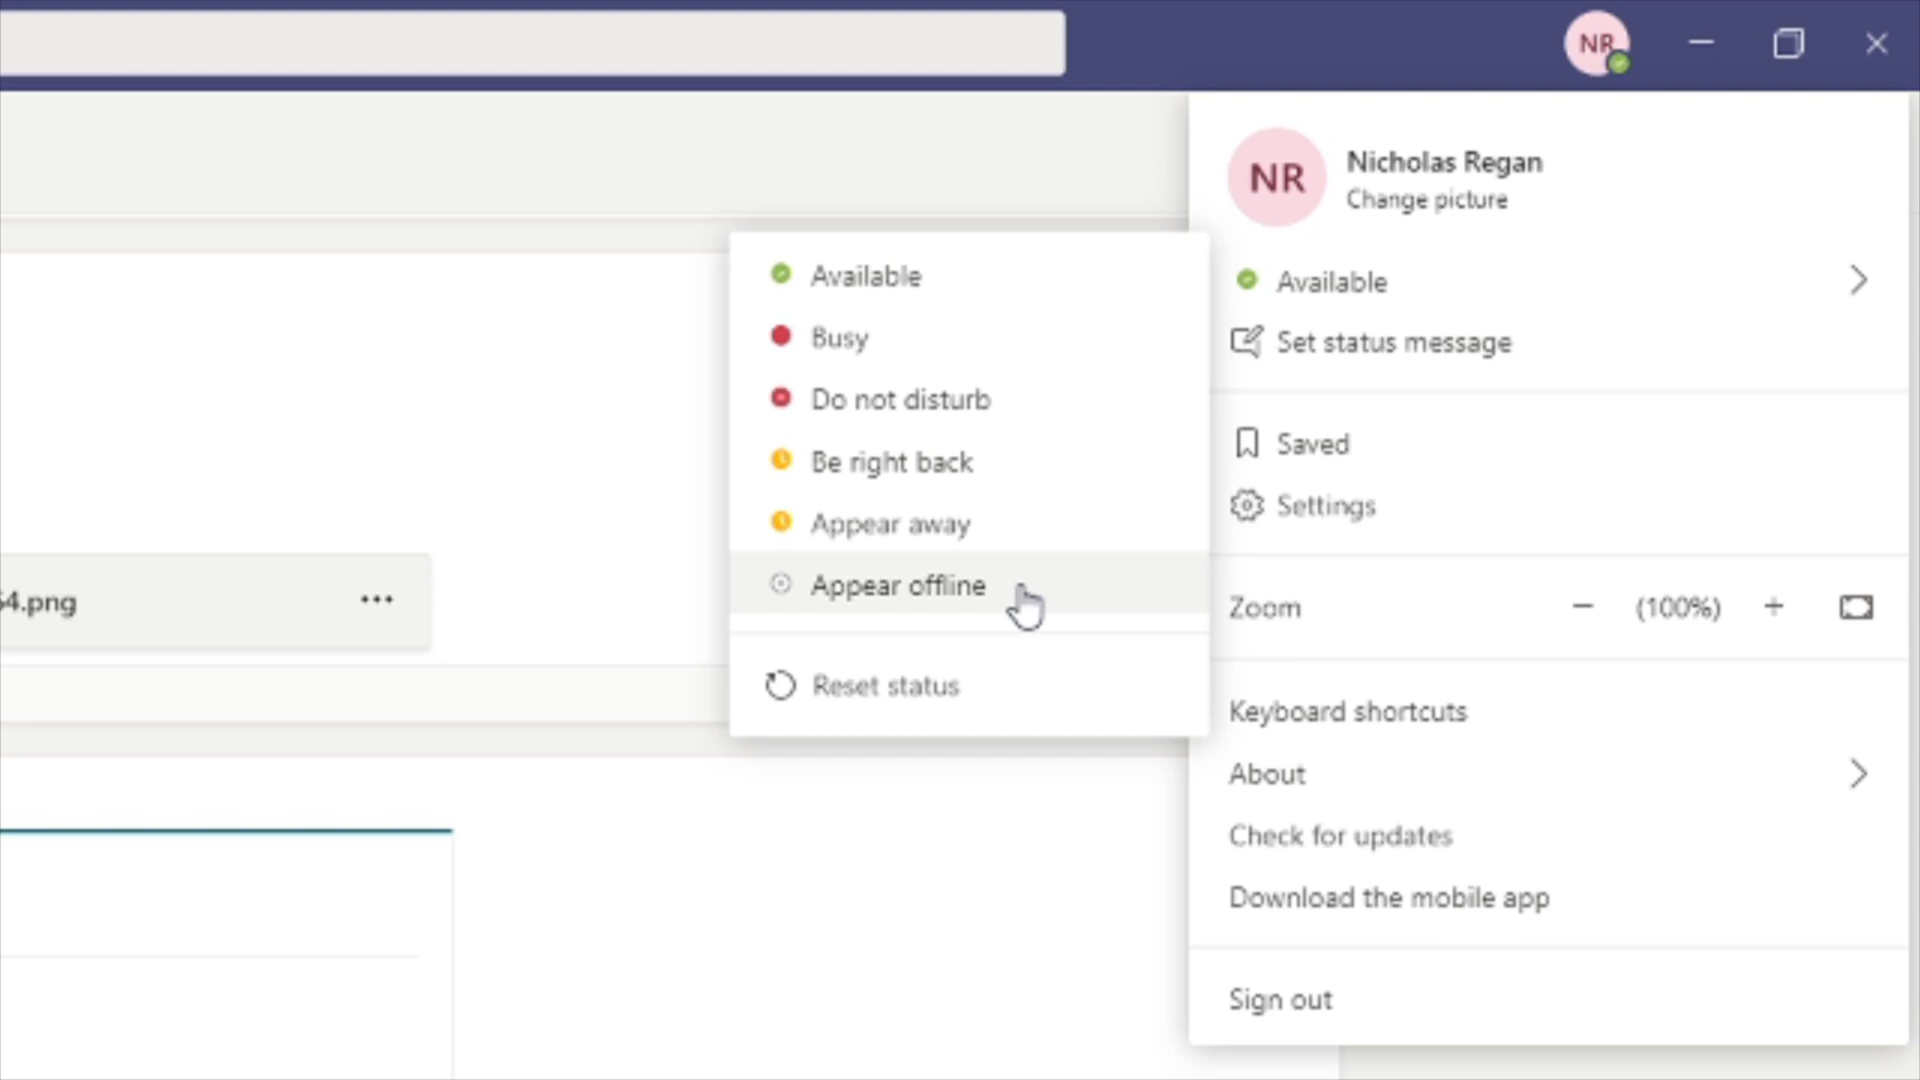 NR
NR
Nicholas Regan
Change picture
Available
Set status message
Saved
Settings
Zoom
(100%)
Keyboard shortcuts
About
Check for updates
Download the mobile app
Sign out
Available
Busy
Do not disturb
Be right back
Appear away
Appear offline
Reset status
4.png